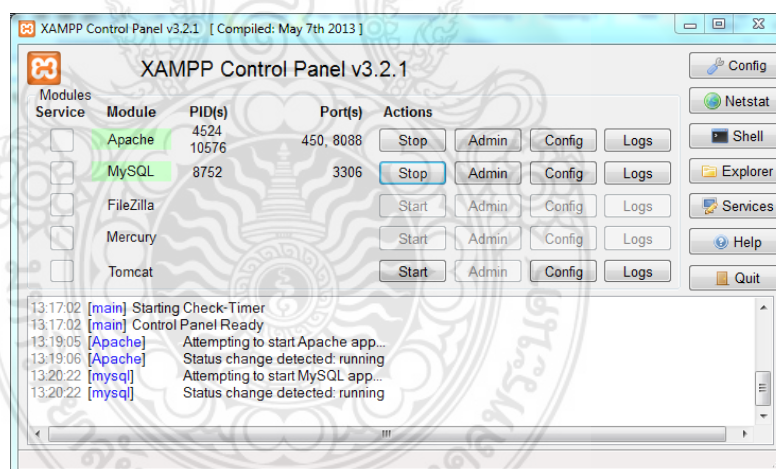 XAMPP Control Panel v3.2.1 [ Compiled: May 7th 2013 ]
XAMPP Control Panel v3.2.1
Modules
Service Module PID(s) Port(s) Actions
Apache 4524 10576 450, 8088 Stop Admin Config Logs
MySQL 8752 3306 Stop Admin Config Logs
FileZilla Start Admin Config Logs
Mercury Start Admin Config Logs
Tomcat Start Admin Config Logs
Config
Netstat
Shell
Explorer
Services
Help
Quit
13:17:02 [main] Starting Check-Timer
13:17:02 [main] Control Panel Ready
13:19:05 [Apache] Attempting to start Apache app...
13:19:06 [Apache] Status change detected: running
13:20:22 [mysql] Attempting to start MySQL app...
13:20:22 [mysql] Status change detected: running